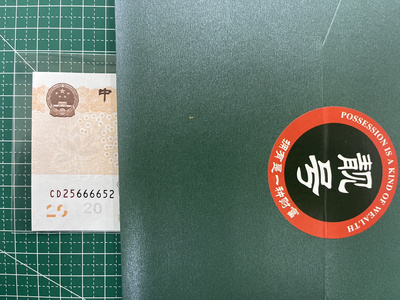 中
CD25666652
20
POSSESSION IS A KIND OF WEALTH
靓号
拥有是一种财富